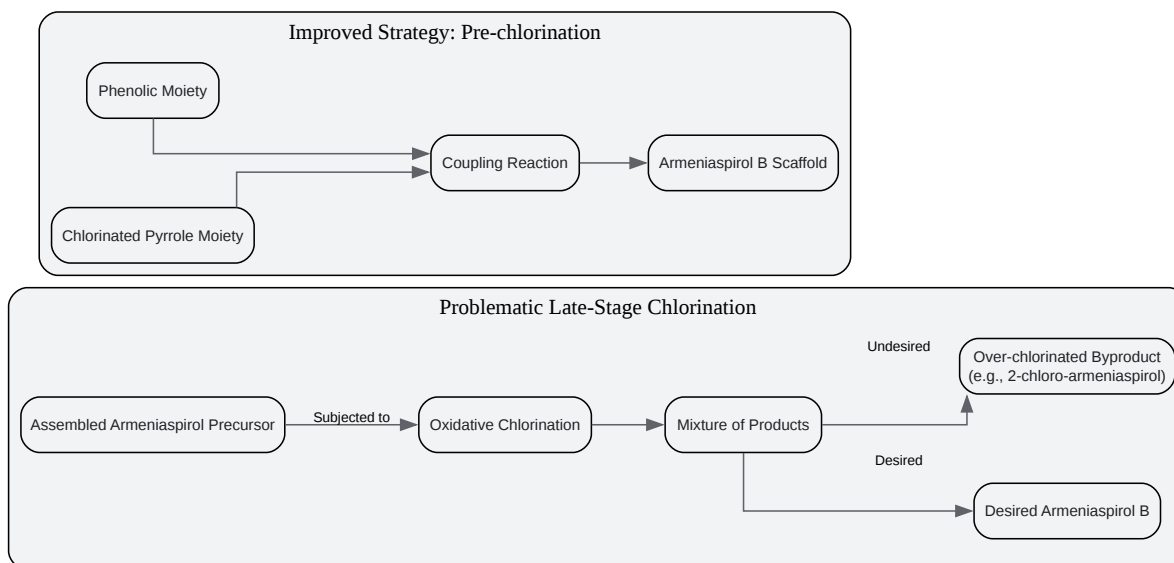 Improved Strategy: Pre-chlorination
Phenolic Moiety
Coupling Reaction
Armeniaspirol B Scaffold
Chlorinated Pyrrole Moiety
Problematic Late-Stage Chlorination
Undesired
Over-chlorinated Byproduct
(e.g., 2-chloro-armeniaspirol)
Assembled Armeniaspirol Precursor
Subjected to
Oxidative Chlorination
Mixture of Products
Desired
Desired Armeniaspirol B